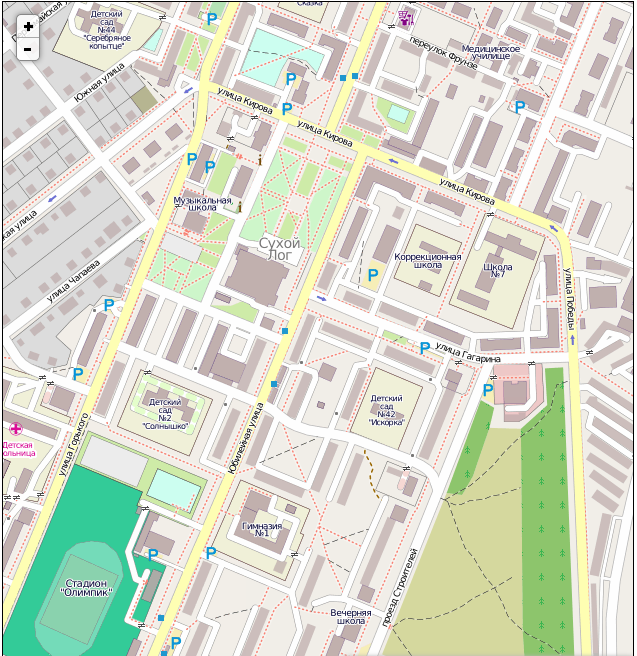 Сказка
Детский
сад
№44
"Серебряное
копытце"
+
-
P
переулок Фрунзе
Медицинское
училище
Южная улица
P
P
P
улица Кирова
улица Кирова
P
P
i
улица Кирова
Музыкальная
школа
i
Сухой
Лог
Коррекционная
школа
Школа
№7
P
улица Чапаева
улица Победы
P
P
улица Гагарина
P
P
Детский
сад
№2
"Солнышко"
Детский
сад
№42
"Искорка"
улица Горького
Юбилейная улица
Детская
Гимназия
№1
P
P
Стадион
"Олимпик"
проезд Строителей
Вечерняя
школа
P